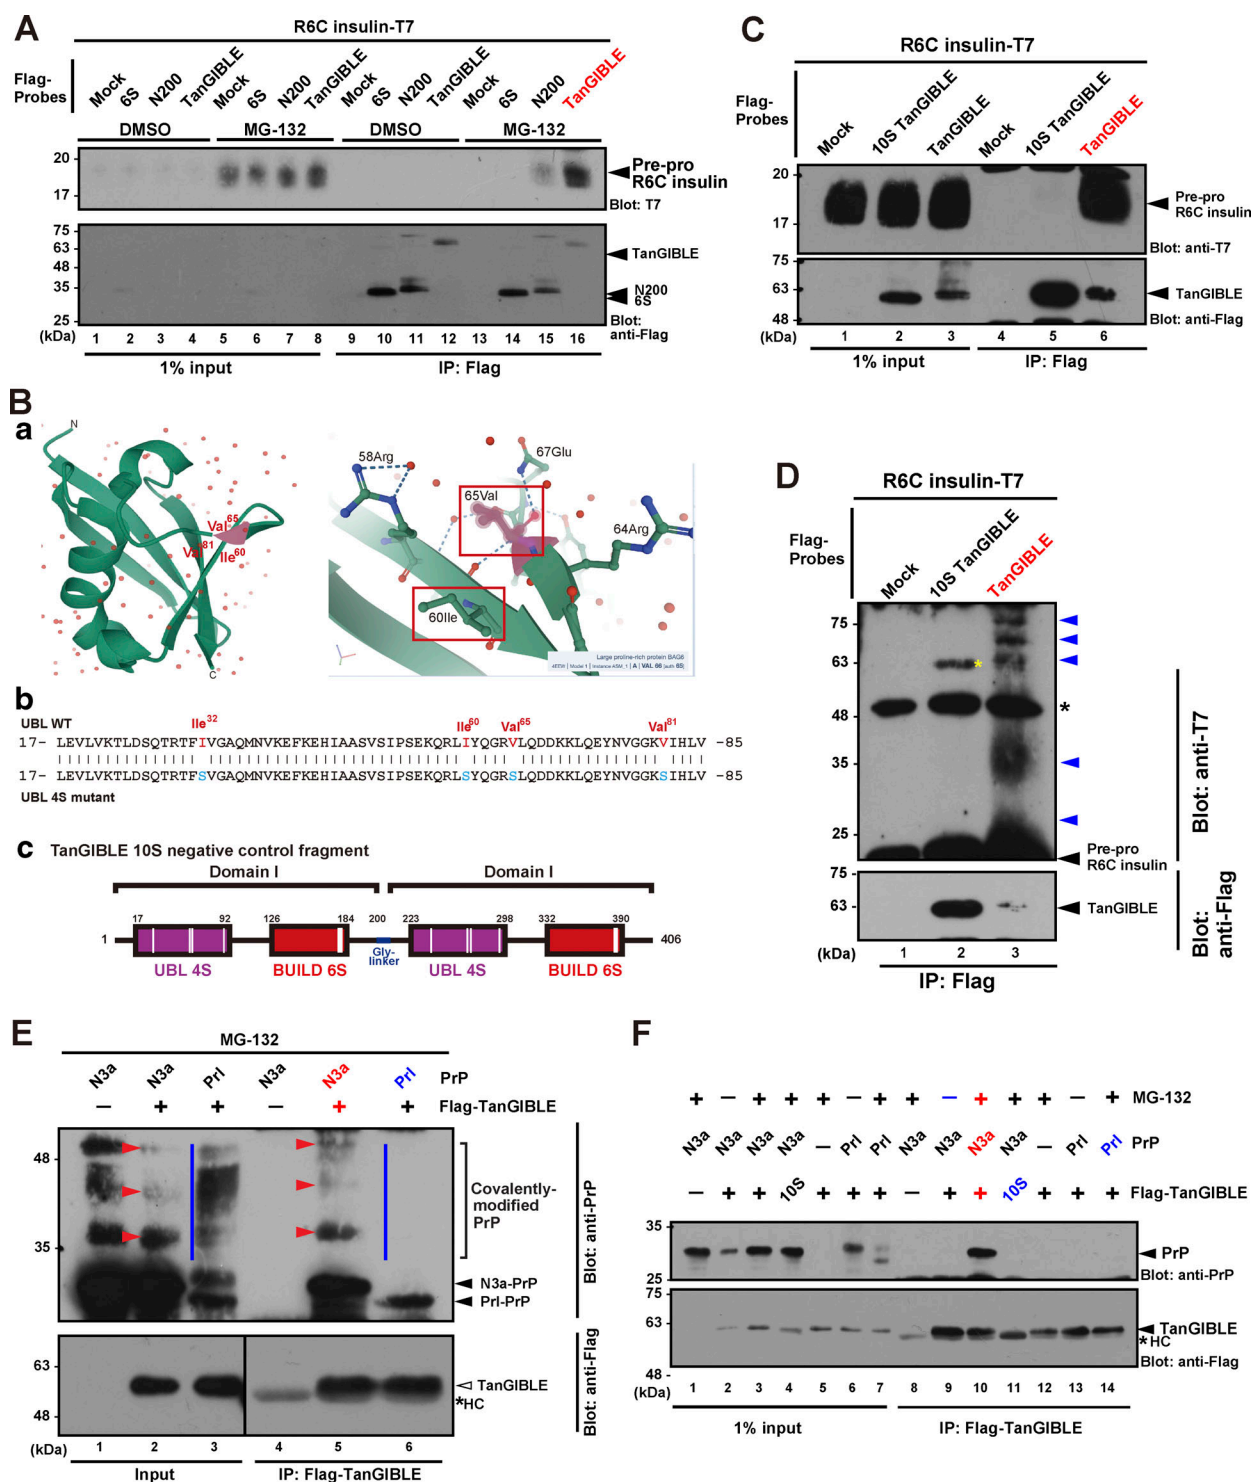 A
R6C insulin-T7
Flag-
Probes
Mock 6S N200 TanGIBLE Mock 6S N200 TanGIBLE Mock 6S N200 TanGIBLE Mock 6S N200 TanGIBLE
DMSO MG-132 DMSO MG-132
20
17
Pre-pro
R6C insulin
Blot: T7
75
63
48
35
25
TanGIBLE
N200
6S
Blot:
anti-Flag
(kDa) 1 2 3 4 5 6 7 8 9 10 11 12 13 14 15 16
1% input IP: Flag
C
R6C insulin-T7
Flag-
Probes
Mock 10S TanGIBLE TanGIBLE Mock 10S TanGIBLE TanGIBLE
20
17
Pre-pro
R6C insulin
Blot: anti-T7
75
63
48
TanGIBLE
Blot: anti-Flag
(kDa) 1 2 3 4 5 6
1% input IP: Flag
B
a
N
Val65
Val81
Ile60
C
58Arg
67Glu
65Val
64Arg
60Ile
Large proline-rich protein BAG6
4EEW | Model 1 | Instance ASM_1 | A | VAL 66 [auth 65]
b
Ile32 Ile60 Val65 Val81
UBL WT
17- LEVLVKTLDSQTRTFIVGAQMNVKEFKEHIAASVSIPSEKQRLIYQGRVLQDDKKLQEYNVGGKVIHLV -85
17- LEVLVKTLDSQTRTFSVGAQMNVKEFKEHIAASVSIPSEKQRLSYQGRSLQDDKKLQEYNVGGKSIHLV -85
UBL 4S mutant
c TanGIBLE 10S negative control fragment
Domain I Domain I
17 92 126 184 200 223 298 332 390
1 406
UBL 4S BUILD 6S Gly-
linker UBL 4S BUILD 6S
D
R6C insulin-T7
Flag-
Probes
Mock 10S TanGIBLE TanGIBLE
75
63
*
48
*
35
25
Pre-pro
R6C insulin
Blot: anti-T7
75
63
TanGIBLE
Blot:
anti-Flag
(kDa) 1 2 3
IP: Flag
E
MG-132
N3a N3a Prl N3a N3a Prl PrP
− + + − + + Flag-TanGIBLE
48
35
Covalently-
modified
PrP
N3a-PrP
Prl-PrP
Blot: anti-PrP
63
48
TanGIBLE
*HC
Blot: anti-Flag
(kDa) 1 2 3 4 5 6
Input IP: Flag-TanGIBLE
F
+ − + + + − + + − + + + − + MG-132
N3a N3a N3a N3a − Prl Prl N3a N3a N3a N3a − Prl Prl PrP
− + + 10S + + + − + + 10S + + + Flag-TanGIBLE
35
25
PrP
Blot: anti-PrP
75
63
48
TanGIBLE
*HC
Blot: anti-Flag
(kDa) 1 2 3 4 5 6 7 8 9 10 11 12 13 14
1% input IP: Flag-TanGIBLE